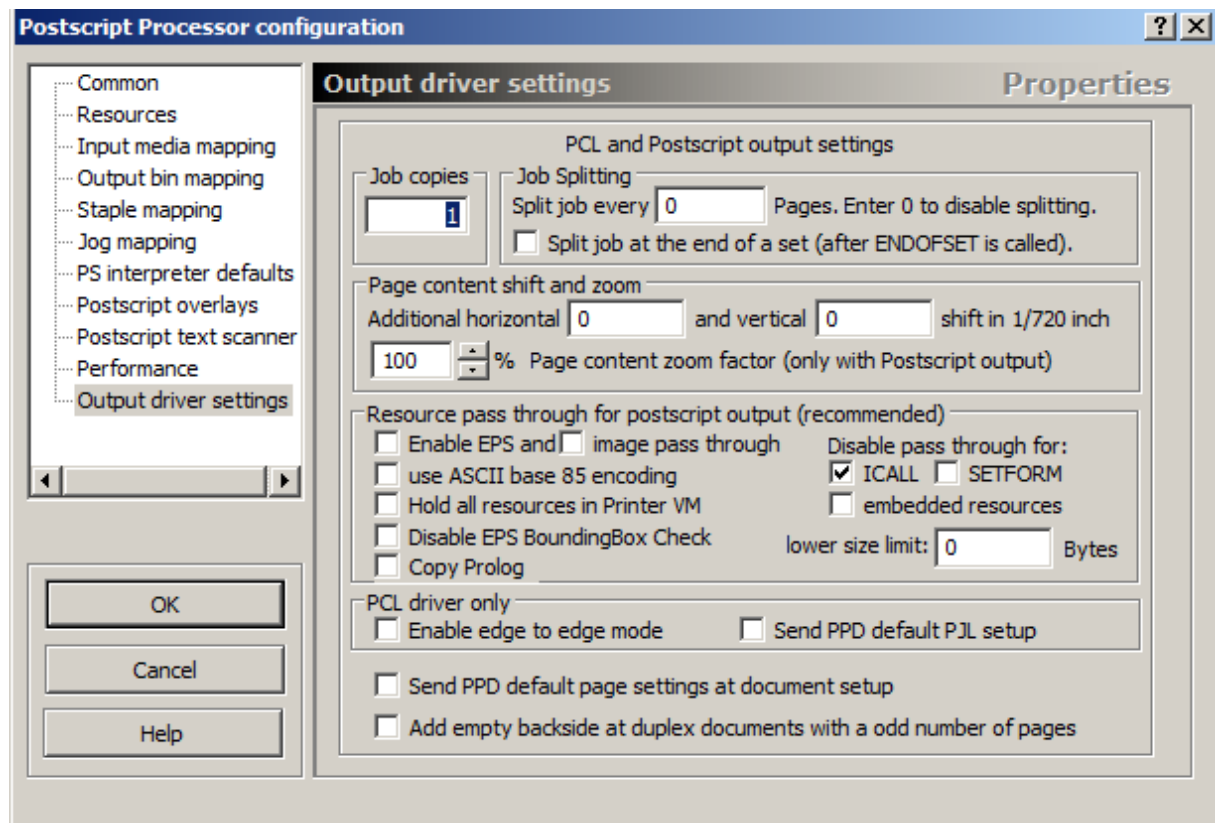 Postscript Processor configuration
? X
Common
Resources
Input media mapping
Output bin mapping
Staple mapping
Jog mapping
PS interpreter defaults
Postscript overlays
Postscript text scanner
Performance
Output driver settings
OK
Cancel
Help
Output driver settings Properties
PCL and Postscript output settings
Job copies
1
Job Splitting
Split job every 0 Pages. Enter 0 to disable splitting.
Split job at the end of a set (after ENDOFSET is called).
Page content shift and zoom
Additional horizontal 0 and vertical 0 shift in 1/720 inch
100 % Page content zoom factor (only with Postscript output)
Resource pass through for postscript output (recommended)
Enable EPS and image pass through
use ASCII base 85 encoding
Hold all resources in Printer VM
Disable EPS BoundingBox Check
Copy Prolog
Disable pass through for:
ICALL SETFORM
embedded resources
lower size limit: 0 Bytes
PCL driver only
Enable edge to edge mode Send PPD default PJL setup
Send PPD default page settings at document setup
Add empty backside at duplex documents with a odd number of pages